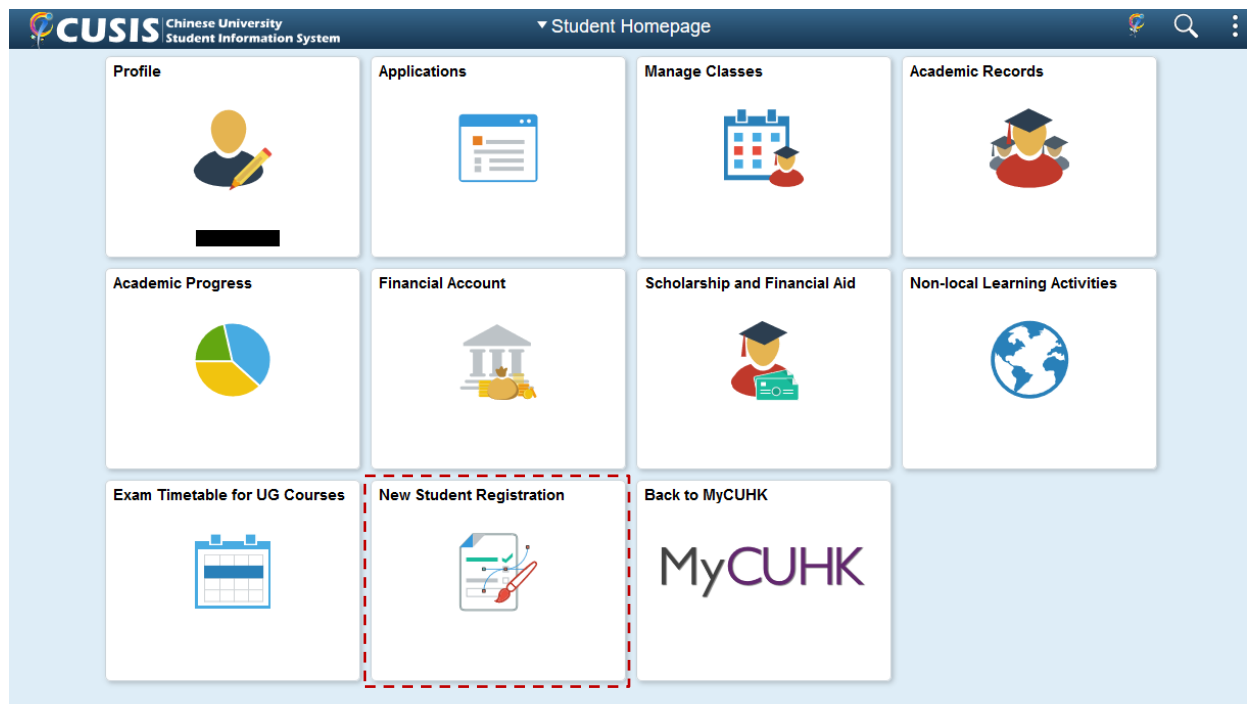 CUSIS Chinese University
Student Information System
Student Homepage
Profile
Applications
Manage Classes
Academic Records
Academic Progress
Financial Account
Scholarship and Financial Aid
Non-local Learning Activities
Exam Timetable for UG Courses
New Student Registration
Back to MyCUHK
MyCUHK